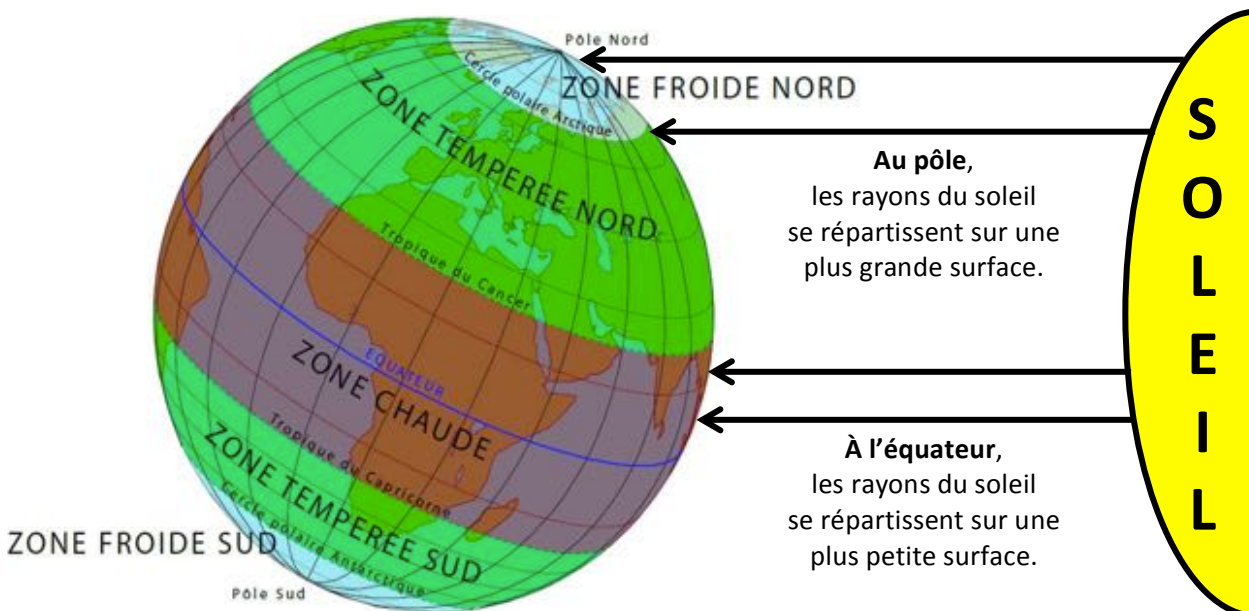 Pôle Nord
Cercle polaire Arctique
ZONE FROIDE NORD
ZONE TEMPEREE NORD
Tropique du Cancer
EQUATEUR
ZONE CHAUDE
Tropique du Capricorne
ZONE TEMPEREE SUD
Cercle polaire Antarctique
ZONE FROIDE SUD
Pôle Sud
Au pôle,
les rayons du soleil
se répartissent sur une
plus grande surface.
À l’équateur,
les rayons du soleil
se répartissent sur une
plus petite surface.
SOLEIL